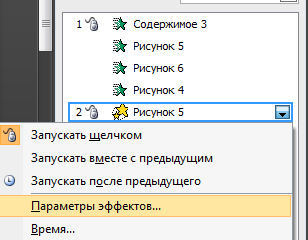 1 Содержимое 3
Рисунок 5
Рисунок 6
Рисунок 4
2 Рисунок 5
Запускать щелчком
Запускать вместе с предыдущим
Запускать после предыдущего
Параметры эффектов...
Время...